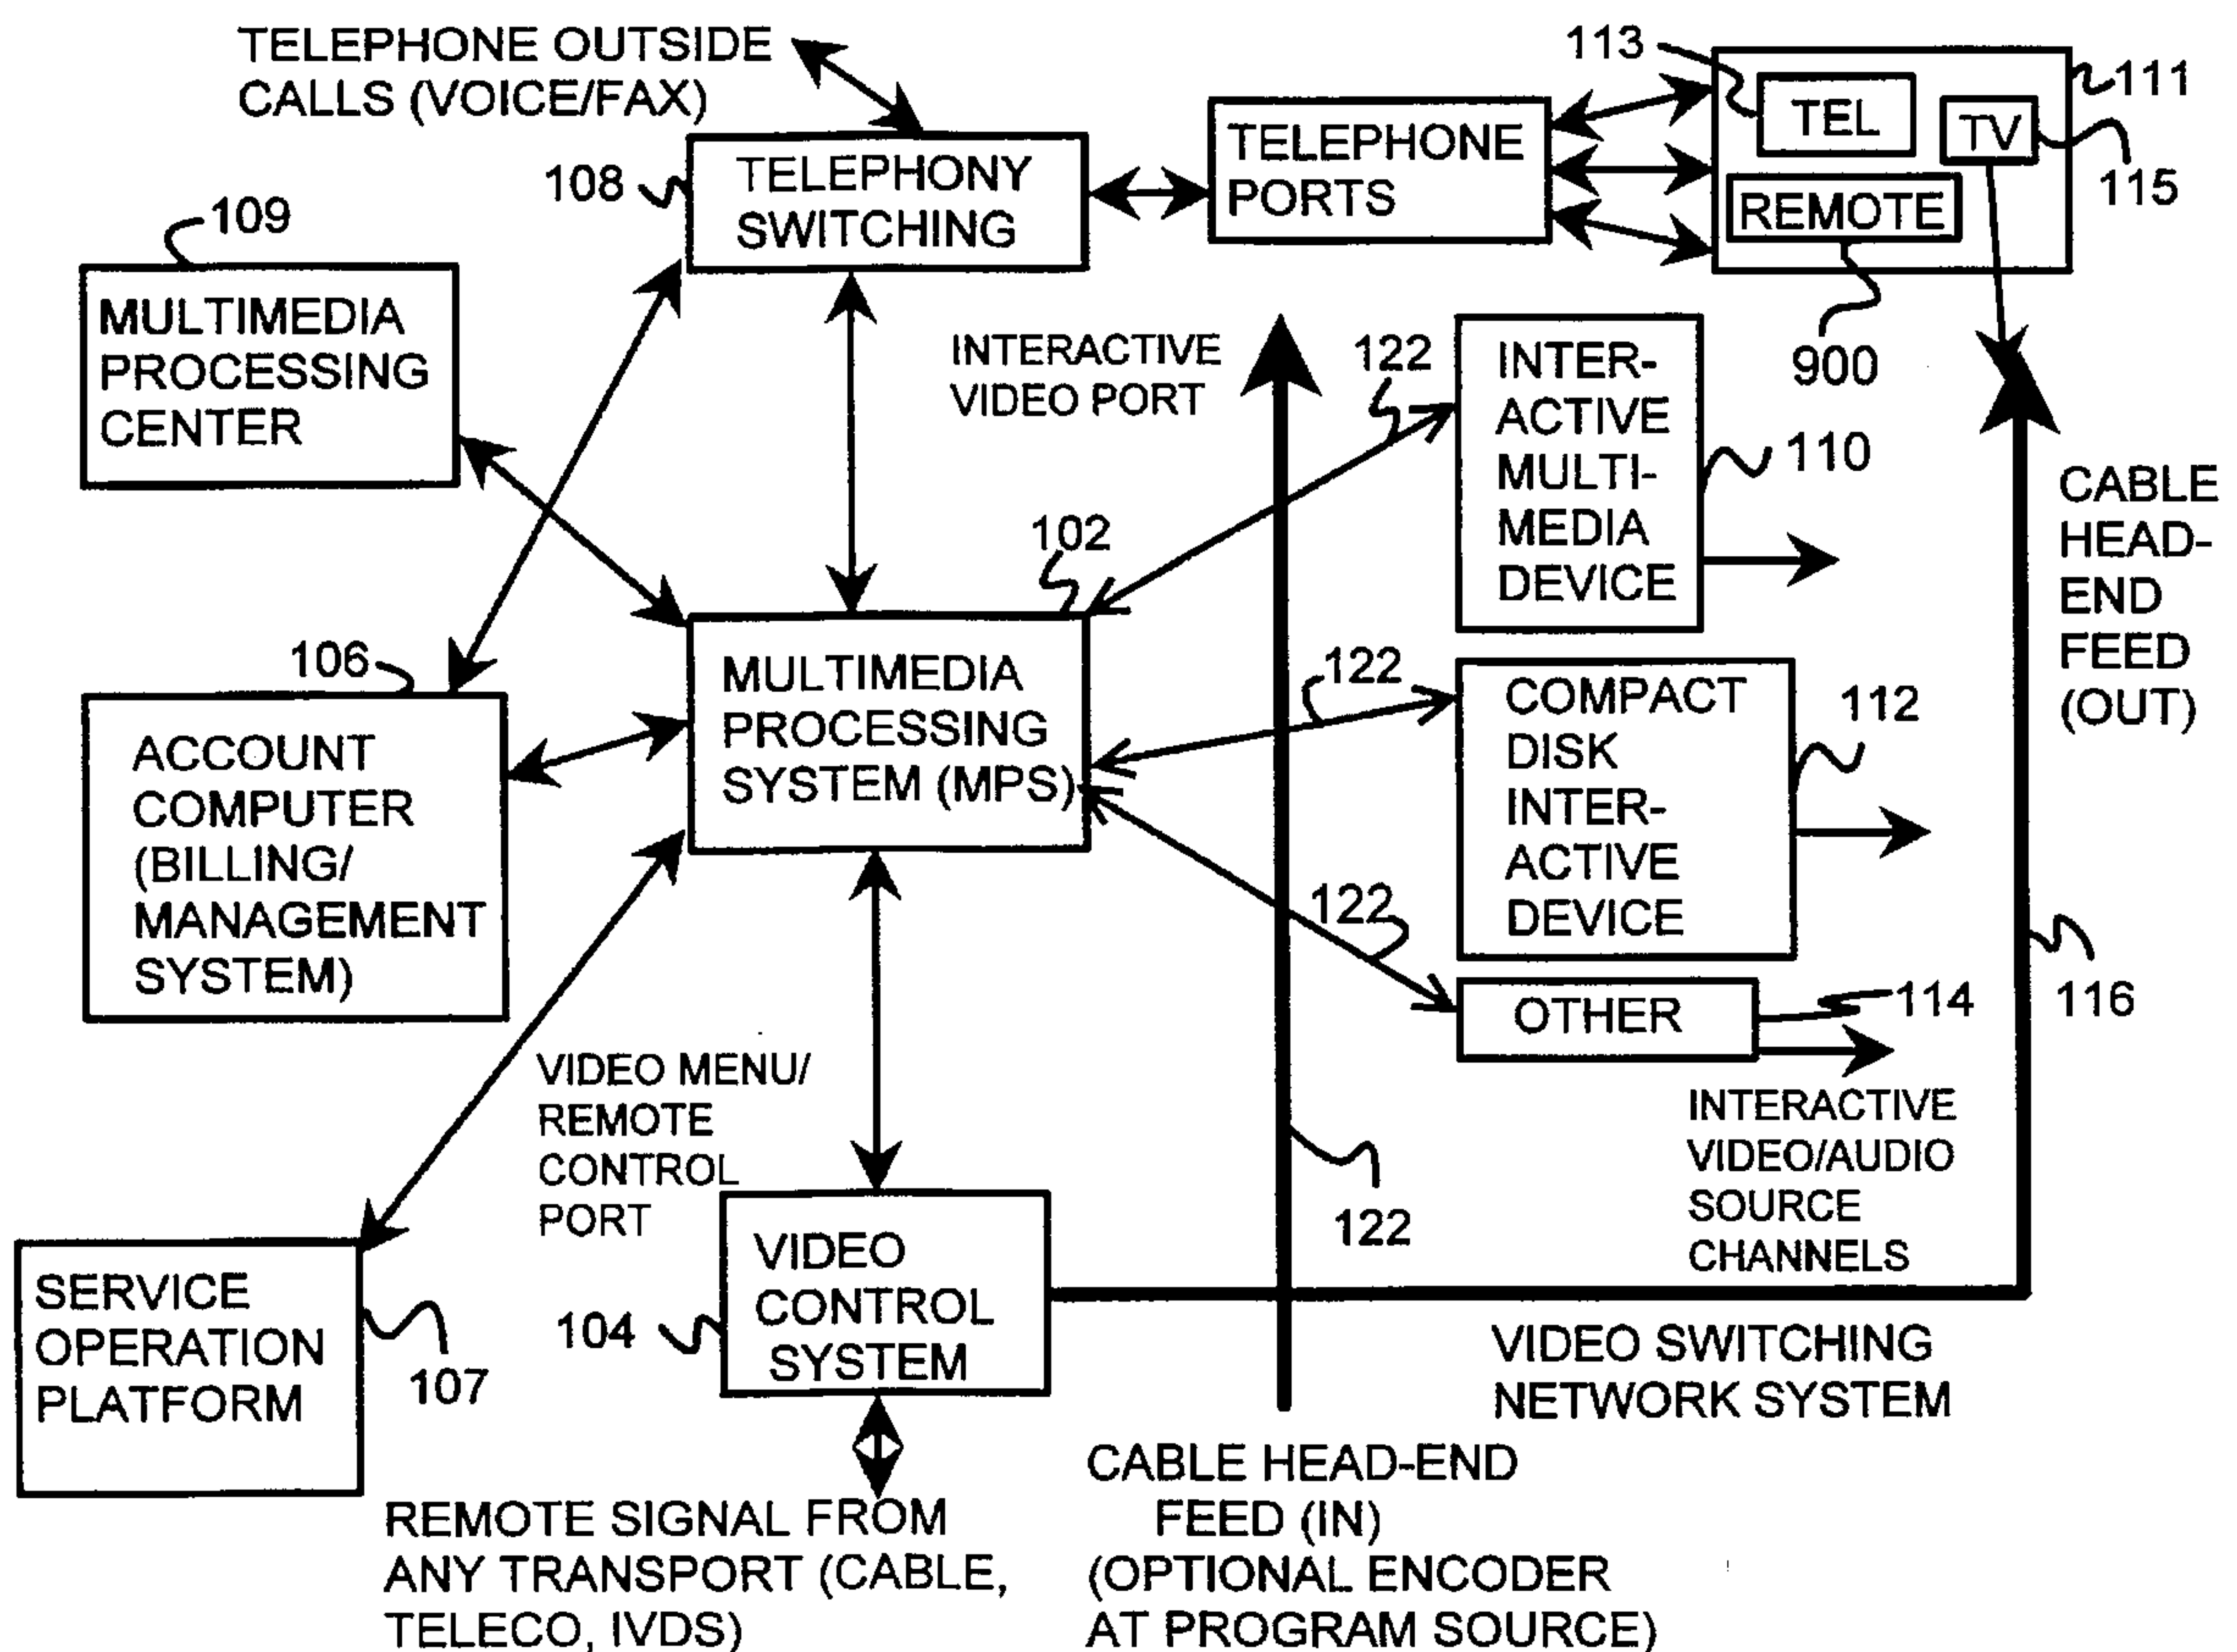 TELEPHONE OUTSIDE
CALLS (VOICE/FAX)
113
111
TEL
TV
115
REMOTE
900
TELEPHONE
PORTS
108
TELEPHONY
SWITCHING
109
MULTIMEDIA
PROCESSING
CENTER
INTERACTIVE
VIDEO PORT
122
INTER-
ACTIVE
MULTI-
MEDIA
DEVICE
110
CABLE
HEAD-
END
FEED
(OUT)
102
MULTIMEDIA
PROCESSING
SYSTEM (MPS)
106
ACCOUNT
COMPUTER
(BILLING/
MANAGEMENT
SYSTEM)
122
COMPACT
DISK
INTER-
ACTIVE
DEVICE
112
122
OTHER
114
116
INTERACTIVE
VIDEO/AUDIO
SOURCE
CHANNELS
VIDEO MENU/
REMOTE
CONTROL
PORT
122
SERVICE
OPERATION
PLATFORM
107
104
VIDEO
CONTROL
SYSTEM
VIDEO SWITCHING
NETWORK SYSTEM
REMOTE SIGNAL FROM
ANY TRANSPORT (CABLE,
TELECO, IVDS)
CABLE HEAD-END
FEED (IN)
(OPTIONAL ENCODER
AT PROGRAM SOURCE)